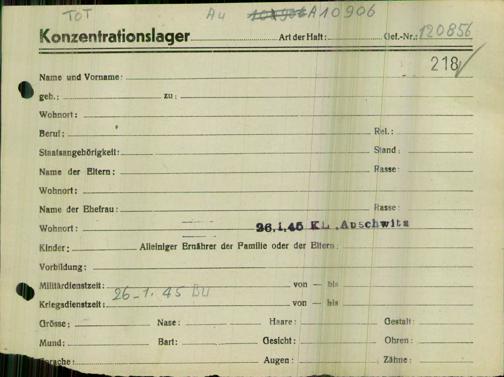 TOT Au A10906
Konzentrationslager Art der Haft: Gef.-Nr.: 120856
218
Name und Vorname:
geb.: zu:
Wohnort:
Beruf: Rel.:
Staatsangehörigkeit: Stand:
Name der Eltern: Rasse:
Wohnort:
Name der Ehefrau: Rasse:
Wohnort: 26.1.45 KL. Auschwitz
Kinder: Alleiniger Ernährer der Familie oder der Eltern:
Vorbildung:
Militärdienstzeit: von — bis
26-1.45 BU
Kriegsdienstzeit: von — bis
Grösse: Nase: Haare: Gestalt:
Mund: Bart: Gesicht: Ohren:
Sprache: Augen: Zähne: